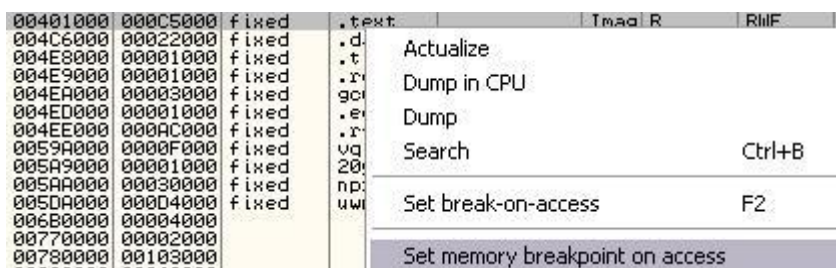 00401000 000C5000 fixed .text Imag R RWE
004C6000 00022000 fixed .d
004E8000 00001000 fixed .t
004E9000 00001000 fixed .r
004EA000 00003000 fixed
004ED000 00001000 fixed .e
004EE000 000AC000 fixed .r
0059A000 0000F000 fixed vq
005A9000 00001000 fixed 20
005AA000 00030000 fixed np
005DA000 000D4000 fixed uw
006B0000 00004000
00770000 00002000
00780000 00103000
Actualize
Dump in CPU
Dump
Search Ctrl+B
Set break-on-access F2
Set memory breakpoint on access